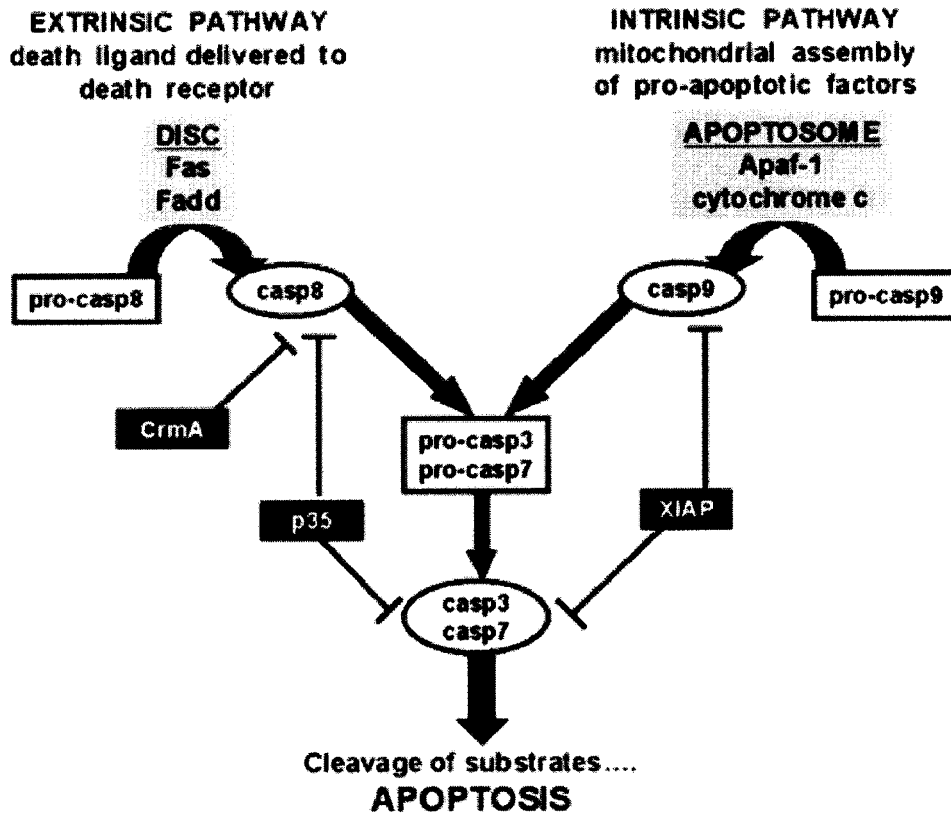 EXTRINSIC PATHWAY
death ligand delivered to
death receptor
INTRINSIC PATHWAY
mitochondrial assembly
of pro-apoptotic factors
DISC
Fas
Fadd
APOPTOSOME
Apaf-1
cytochrome c
pro-casp8
casp8
casp9
pro-casp9
CrmA
pro-casp3
pro-casp7
p35
XIAP
casp3
casp7
Cleavage of substrates....
APOPTOSIS